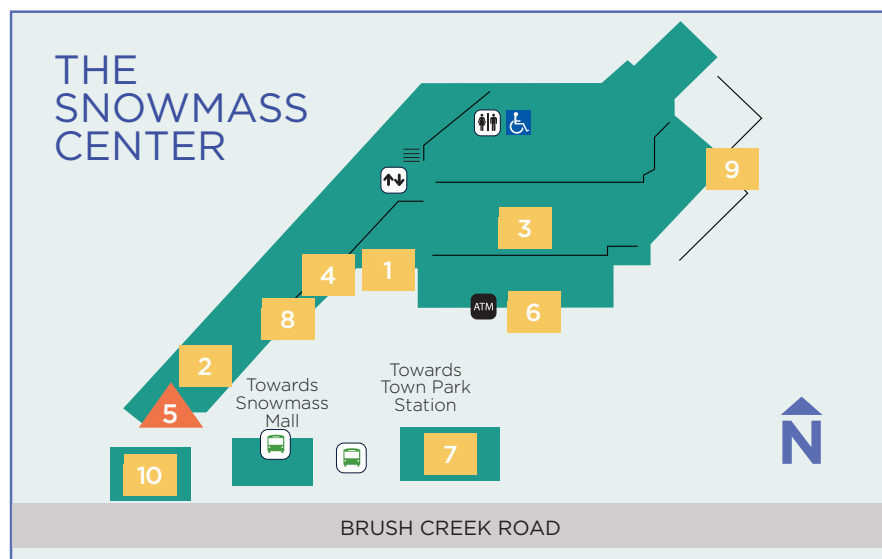 THE
SNOWMASS
CENTER
9
3
1
4
ATM
6
8
2
Towards
Snowmass
Mall
Towards
Town Park
Station
5
7
10
N
BRUSH CREEK ROAD